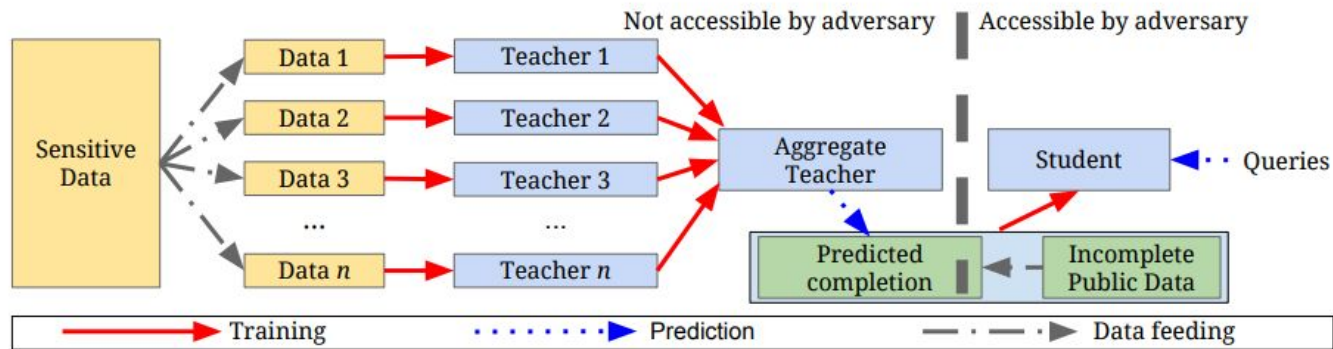 Not accessible by adversary
Accessible by adversary
Sensitive
Data
Data 1
Teacher 1
Data 2
Teacher 2
Data 3
Teacher 3
...
...
Data n
Teacher n
Aggregate
Teacher
Student
Queries
Predicted
completion
Incomplete
Public Data
Training
Prediction
Data feeding